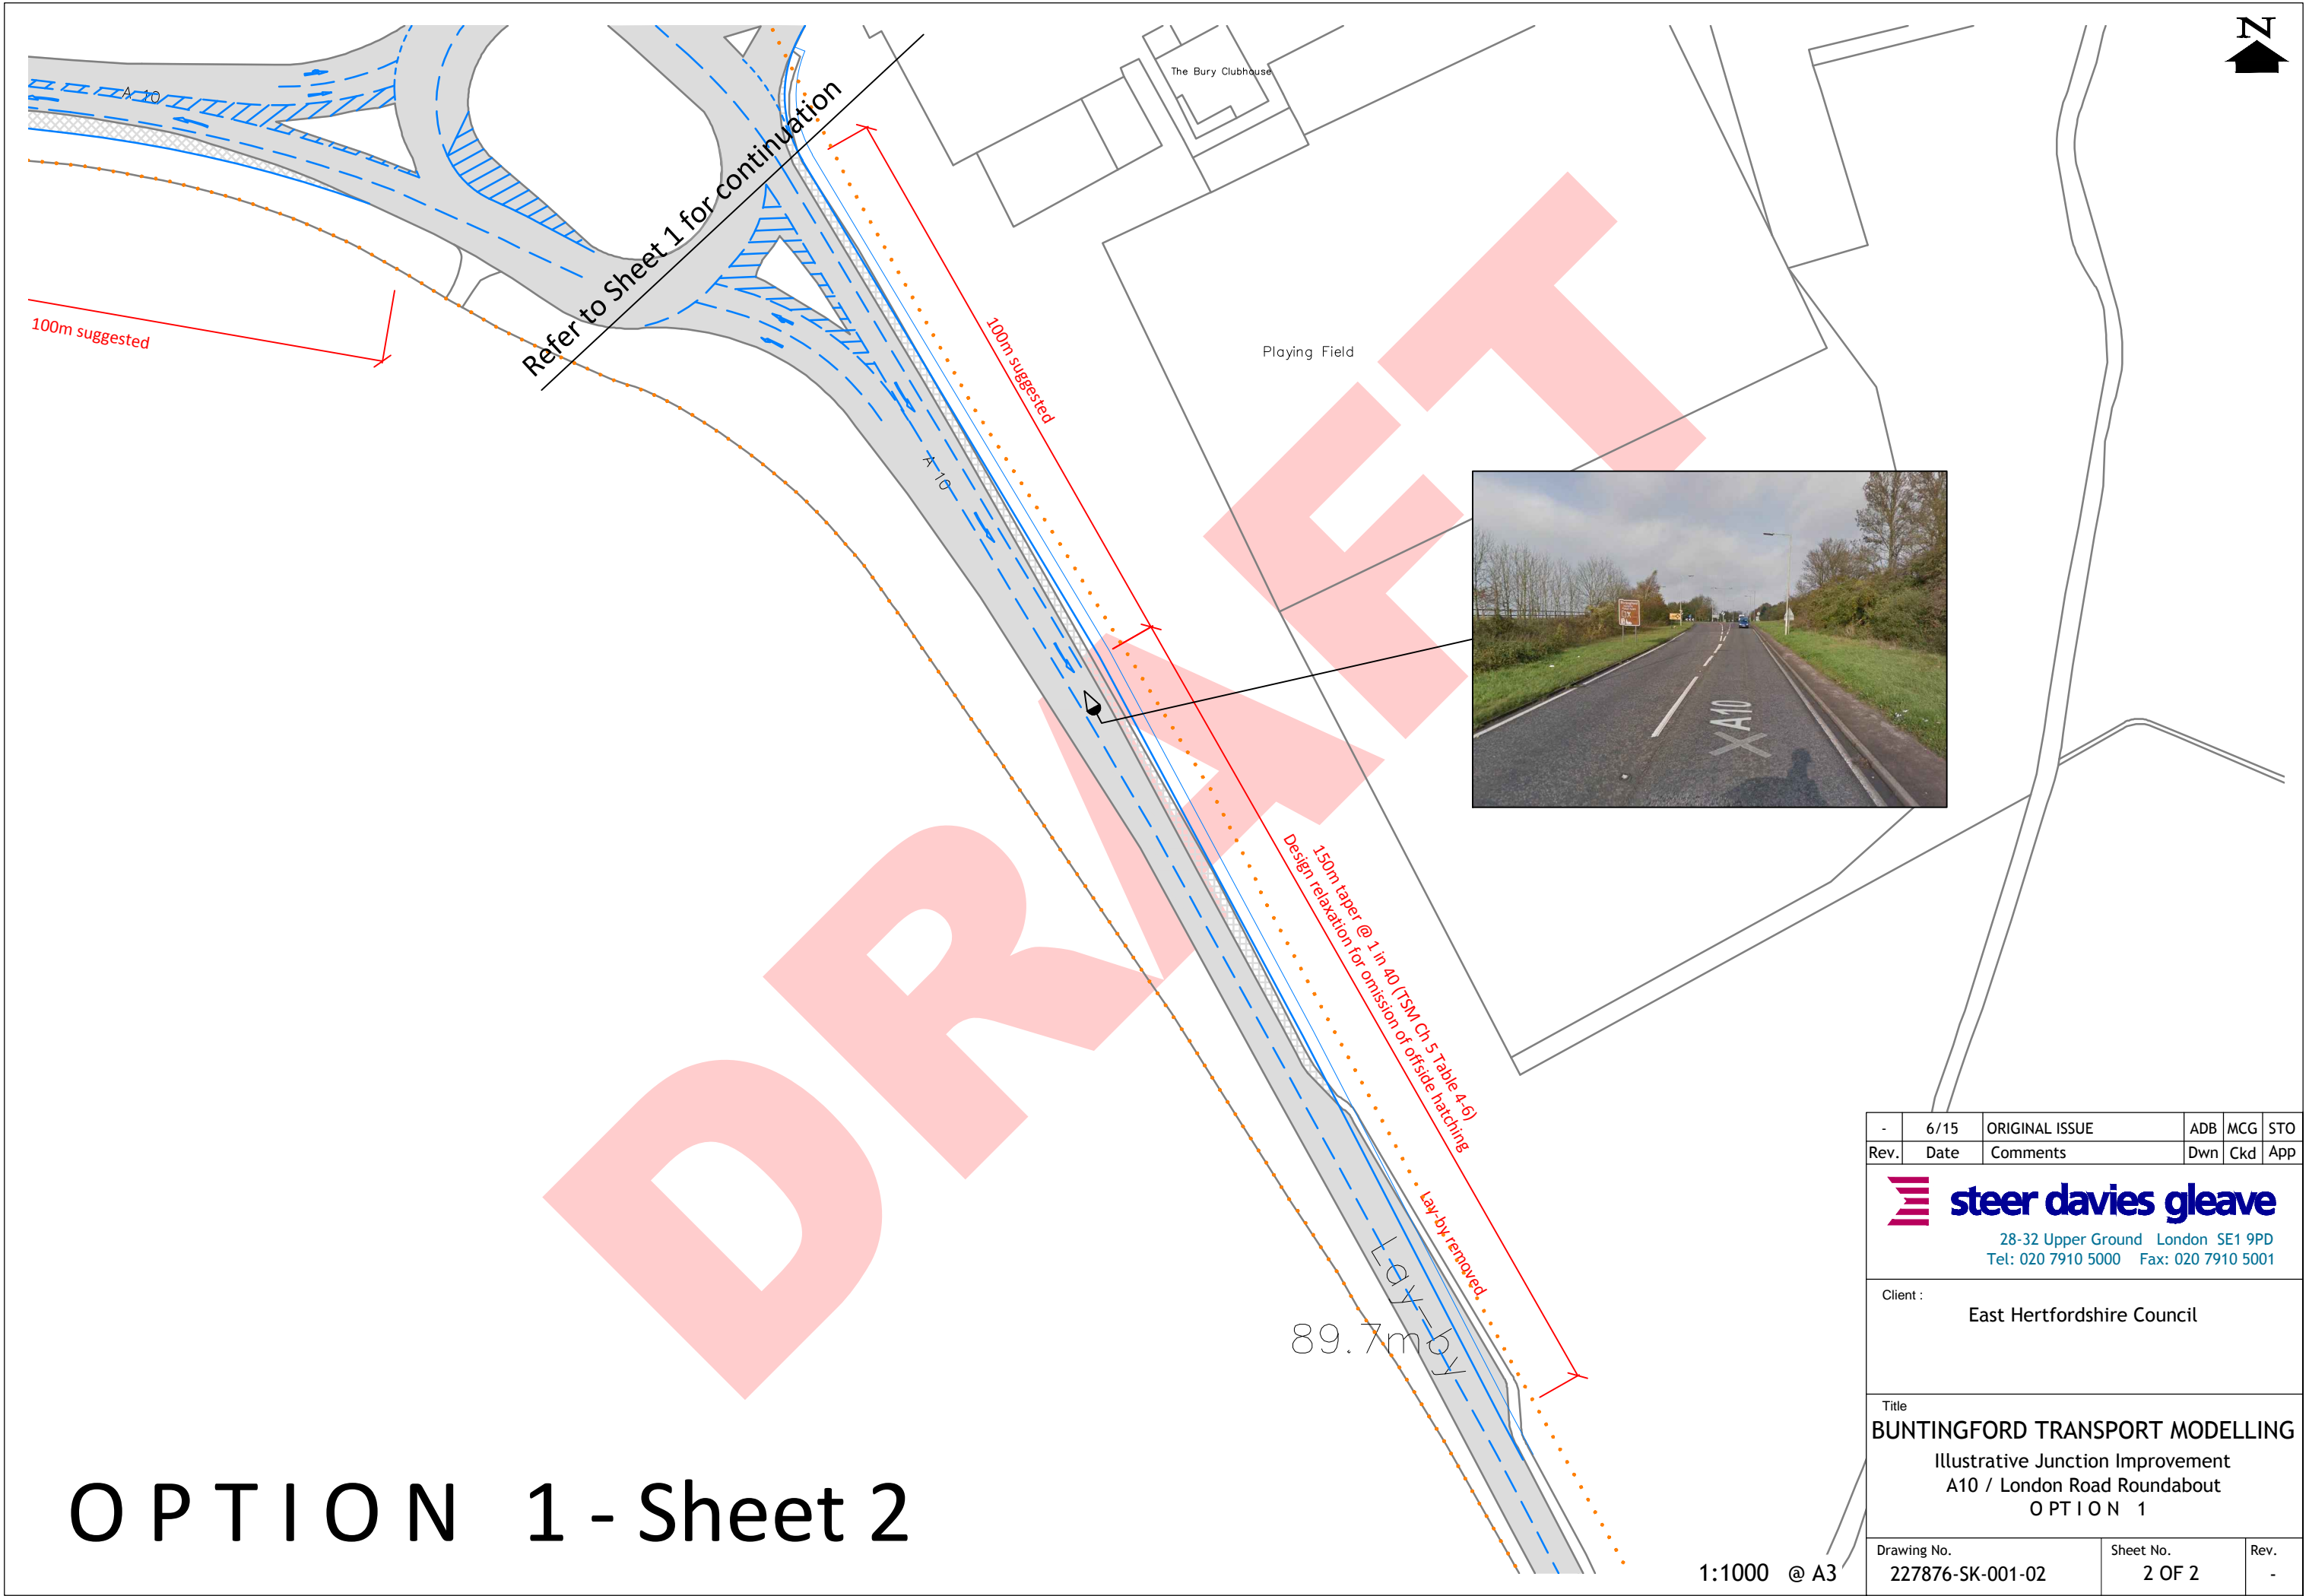 N
The Bury Clubhouse
A 10
Refer to Sheet 1 for continuation
100m suggested
100m suggested
Playing Field
A 10
A10
DRAFT
150m taper @ 1 in 40 (TSM Ch 5 Table 4-6)
Design relaxation for omission of offside hatching
Lay-by removed
Lay-by
89.7m
OPTION 1 - Sheet 2
1:1000 @ A3
- 6/15 ORIGINAL ISSUE ADB MCG STO
Rev. Date Comments Dwn Ckd App
steer davies gleave
28-32 Upper Ground London SE1 9PD
Tel: 020 7910 5000 Fax: 020 7910 5001
Client :
East Hertfordshire Council
Title
BUNTINGFORD TRANSPORT MODELLING
Illustrative Junction Improvement
A10 / London Road Roundabout
OPTION 1
Drawing No. Sheet No. Rev.
227876-SK-001-02 2 OF 2 -